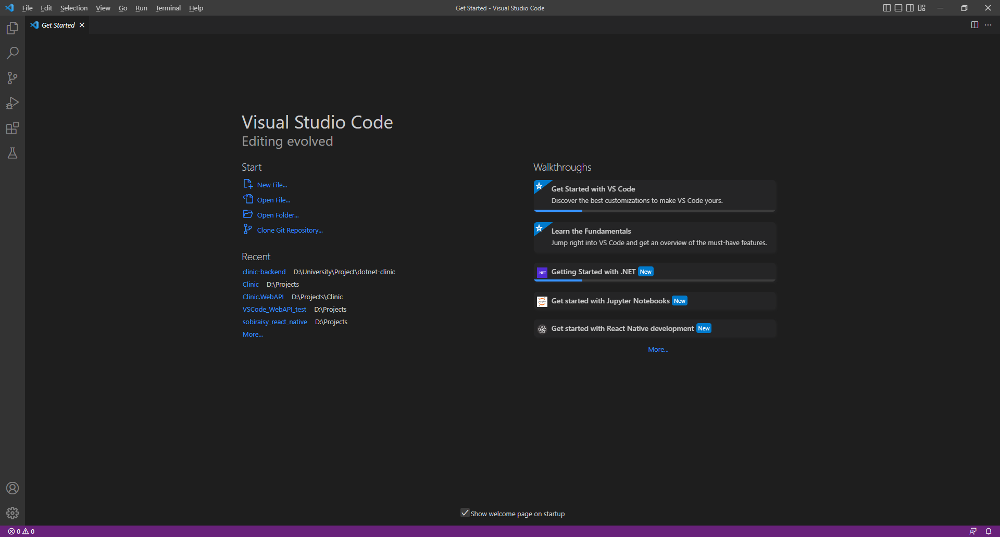 File Edit Selection View Go Run Terminal Help
Get Started - Visual Studio Code
Get Started
Visual Studio Code
Editing evolved
Start
New File...
Open File...
Open Folder...
Clone Git Repository...
Recent
clinic-backend D:\University\Project\dotnet-clinic
Clinic D:\Projects
Clinic.WebAPI D:\Projects\Clinic
VSCode_WebAPI_test D:\Projects
sobiraisy_react_native D:\Projects
More...
Walkthroughs
Get Started with VS Code
Discover the best customizations to make VS Code yours.
Learn the Fundamentals
Jump right into VS Code and get an overview of the must-have features.
.NET Getting Started with .NET New
Get started with Jupyter Notebooks New
Get started with React Native development New
More...
Show welcome page on startup
0 0